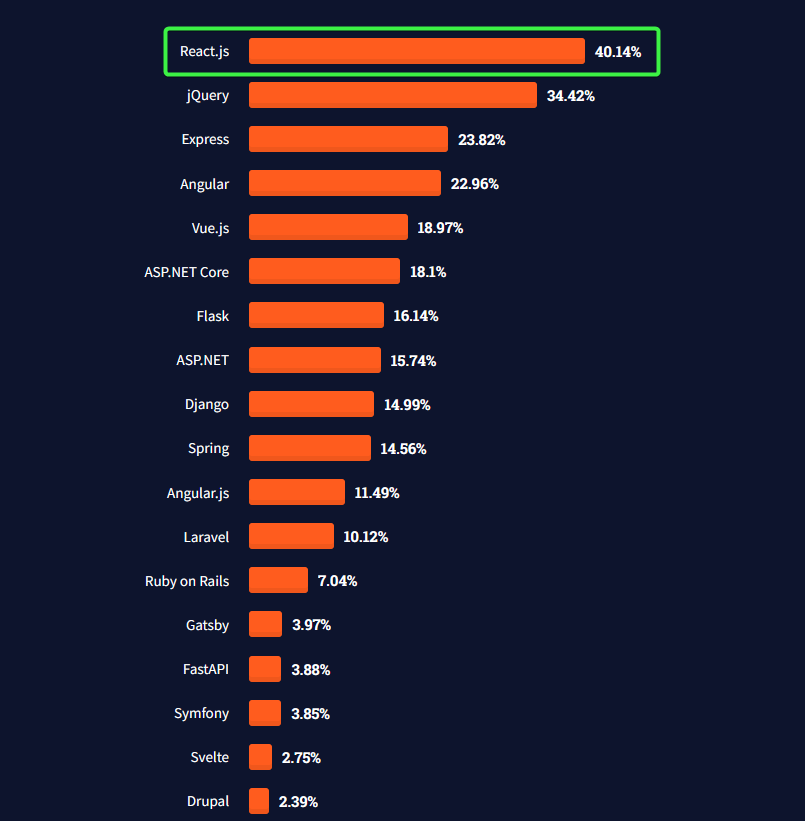 React.js 40.14%
jQuery 34.42%
Express 23.82%
Angular 22.96%
Vue.js 18.97%
ASP.NET Core 18.1%
Flask 16.14%
ASP.NET 15.74%
Django 14.99%
Spring 14.56%
Angular.js 11.49%
Laravel 10.12%
Ruby on Rails 7.04%
Gatsby 3.97%
FastAPI 3.88%
Symfony 3.85%
Svelte 2.75%
Drupal 2.39%